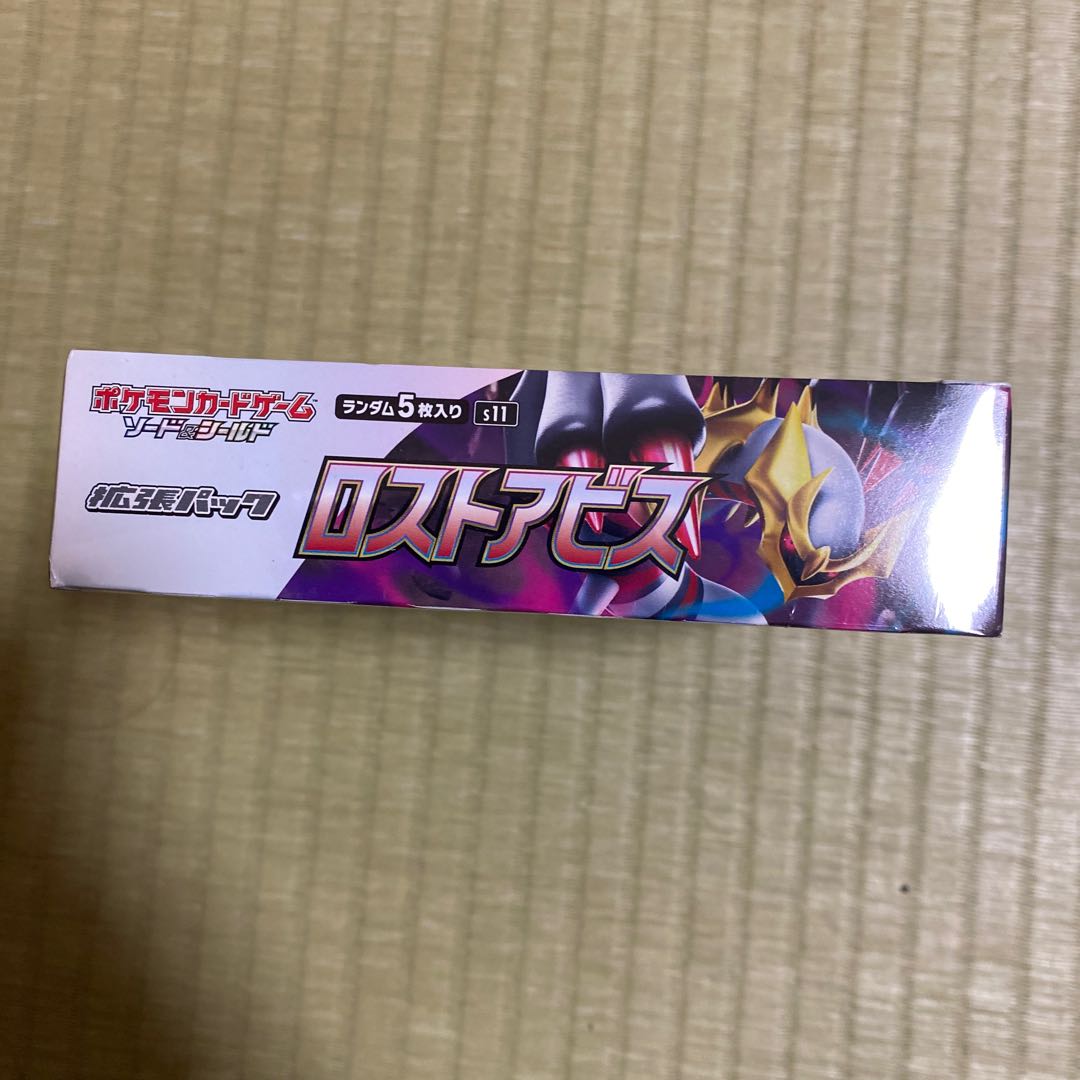 ポケモンカードゲーム
ソード&シールド
ランダム5枚入り
s11
拡張パック
ロストアビス